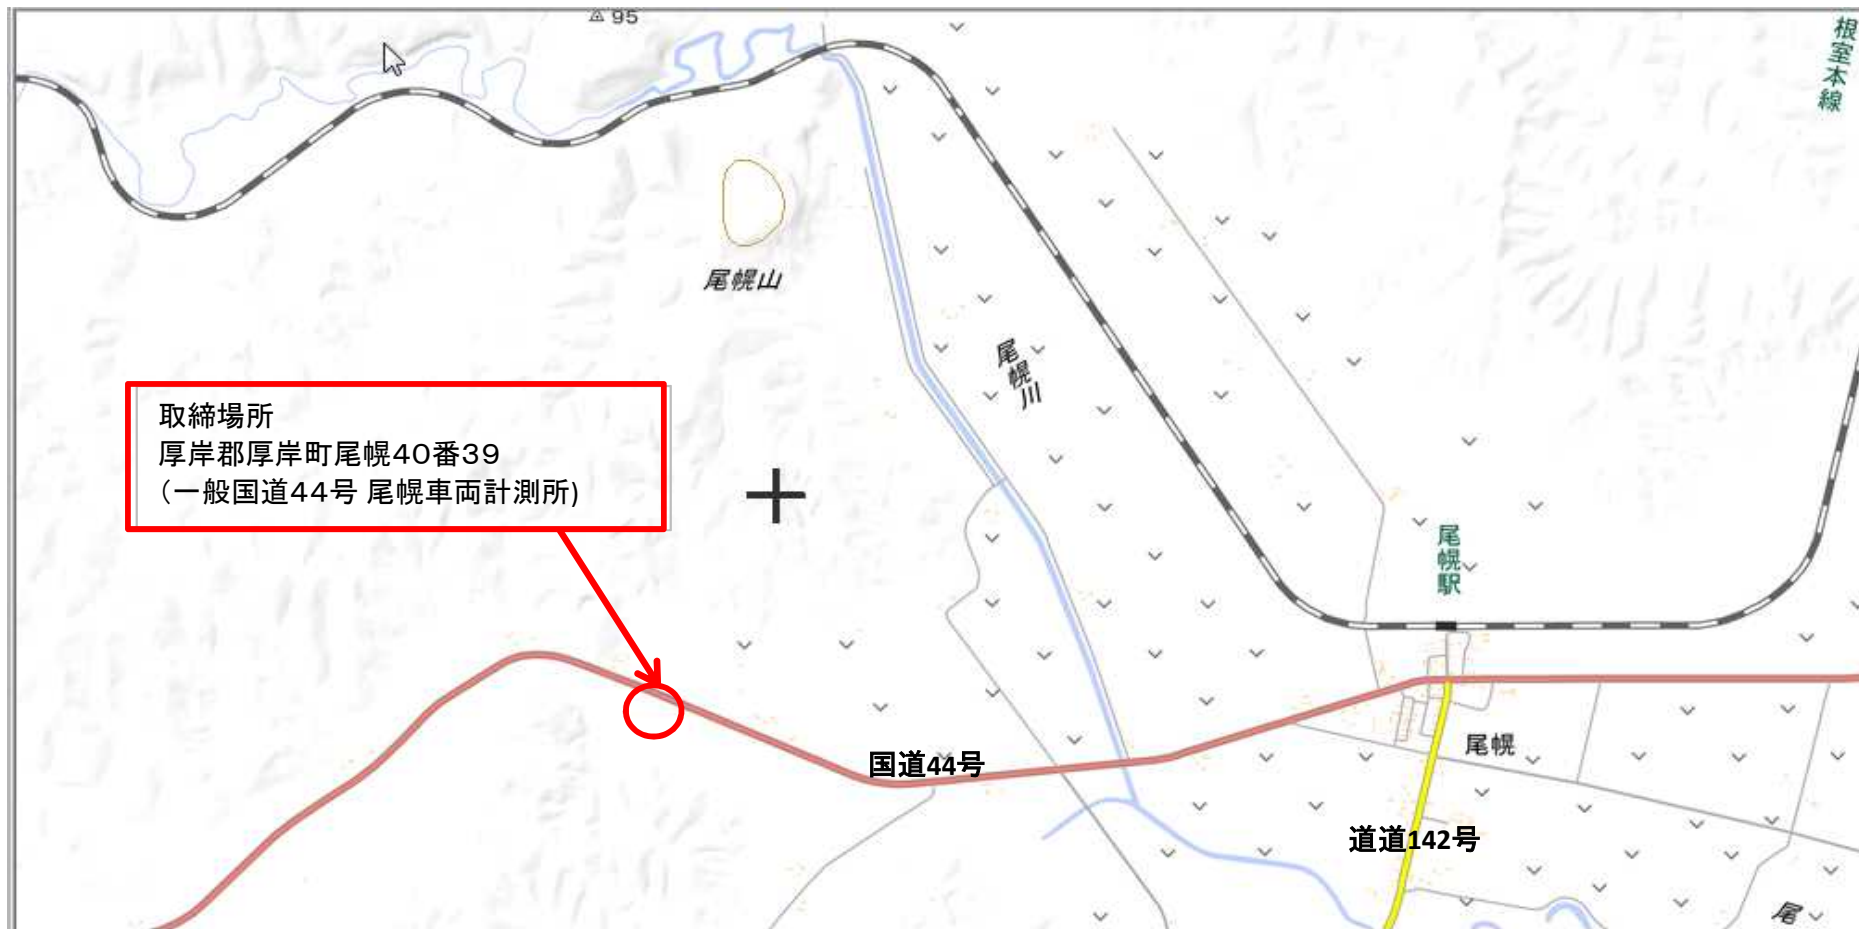 95
根室本線
尾幌山
尾幌川
取締場所
厚岸郡厚岸町尾幌40番39
(一般国道44号 尾幌車両計測所)
尾幌駅
尾幌
国道44号
道道142号
尾